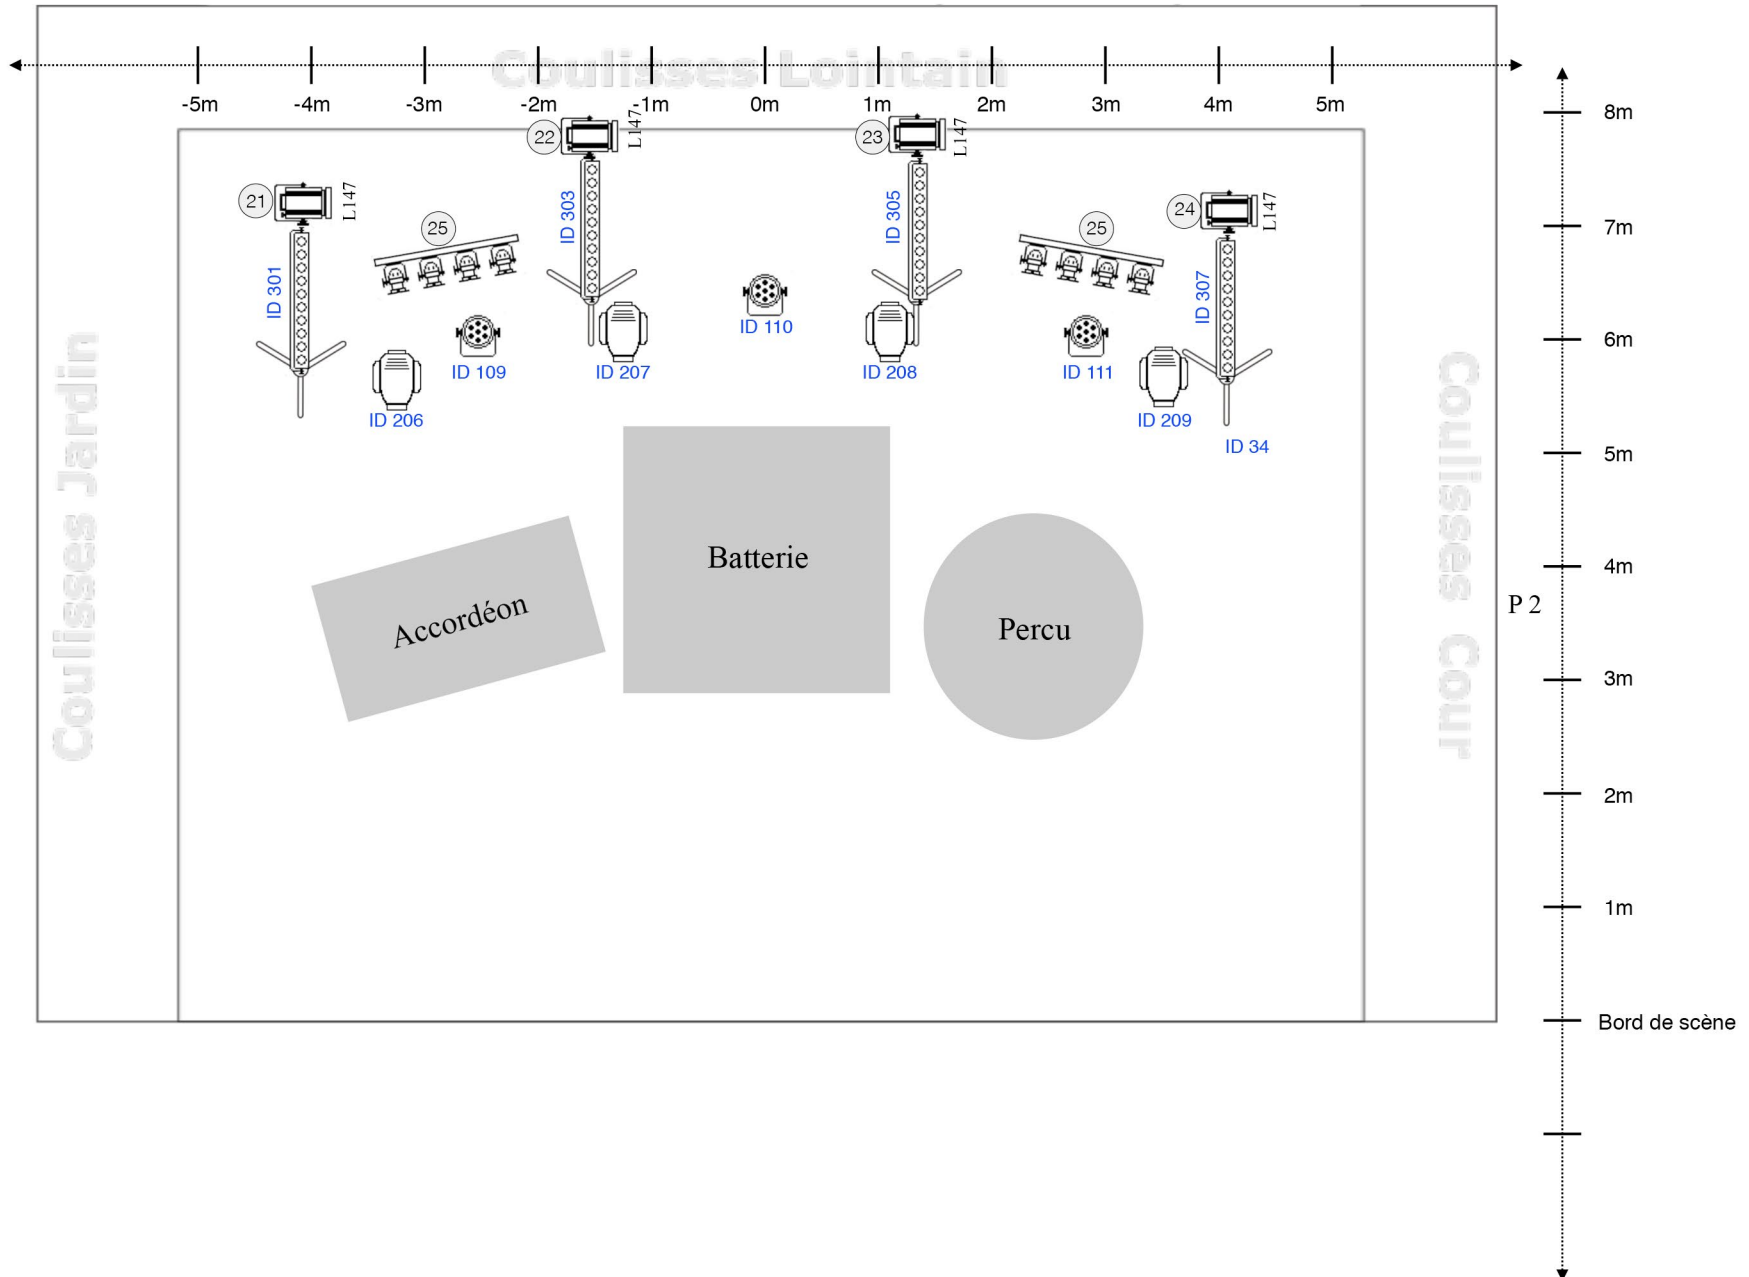 Coulisses Lointain
-5m -4m -3m -2m -1m 0m 1m 2m 3m 4m 5m
8m
22 L147 23 L147
21 L147 24 L147
ID 303 ID 305
7m
25 25
ID 301 ID 307
ID 110
6m
ID 109 ID 207 ID 208 ID 111
ID 206 ID 209
ID 34
5m
Coulisses Jardin
Coulisses Cour
Batterie
4m
P 2
Accordéon
Percu
3m
2m
1m
Bord de scène